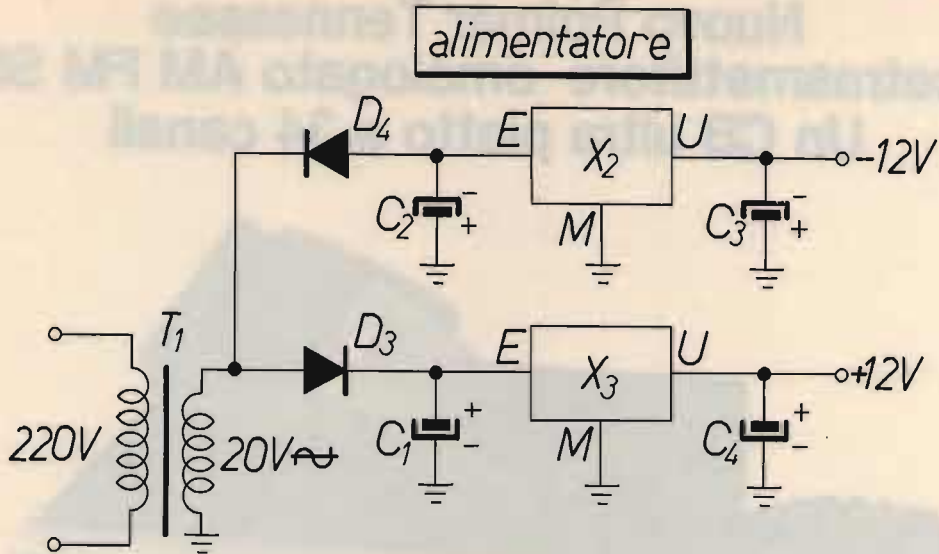 alimentatore
D4
E X2 U
-12V
C2 - +
M
C3 - +
T1
D3
E X3 U
+12V
220V
20V
C1 + -
M
C4 + -